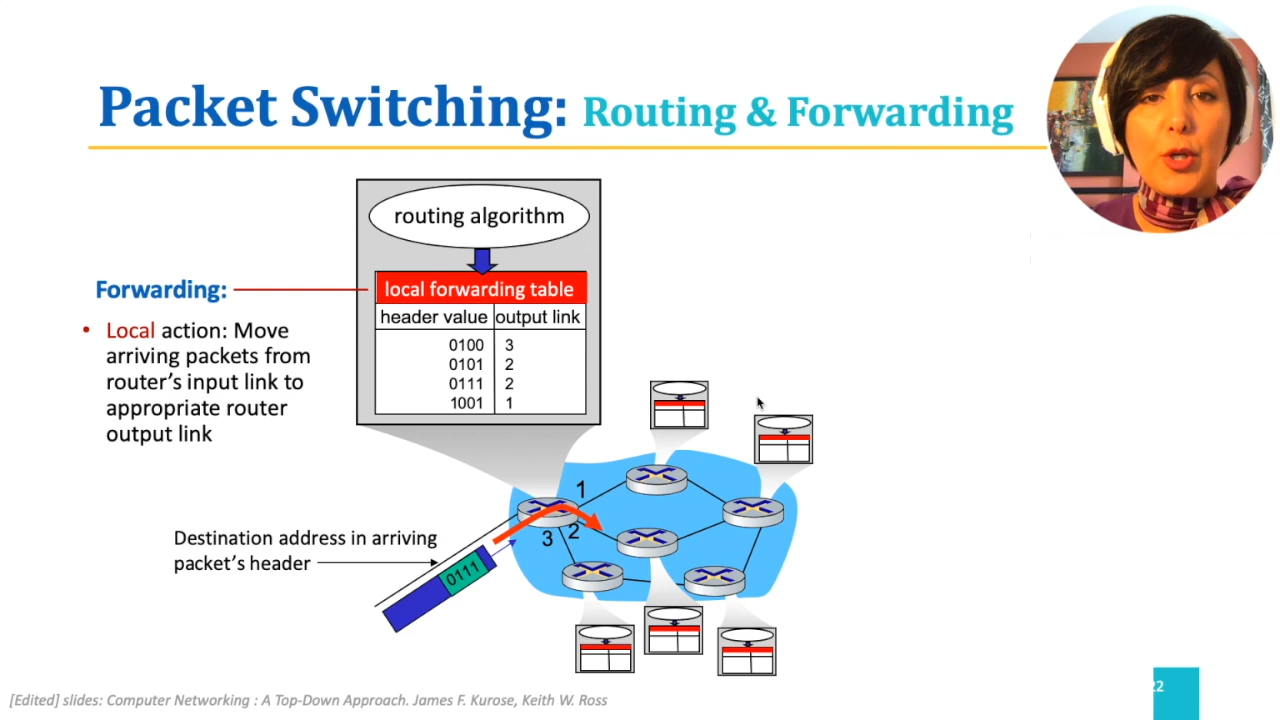 Packet Switching: Routing & Forwarding
routing algorithm
Forwarding:
local forwarding table
header value output link
0100 3
0101 2
0111 2
1001 1
• Local action: Move
arriving packets from
router's input link to
appropriate router
output link
1
2
3
Destination address in arriving
packet's header
0111
[Edited] slides: Computer Networking : A Top-Down Approach. James F. Kurose, Keith W. Ross
22